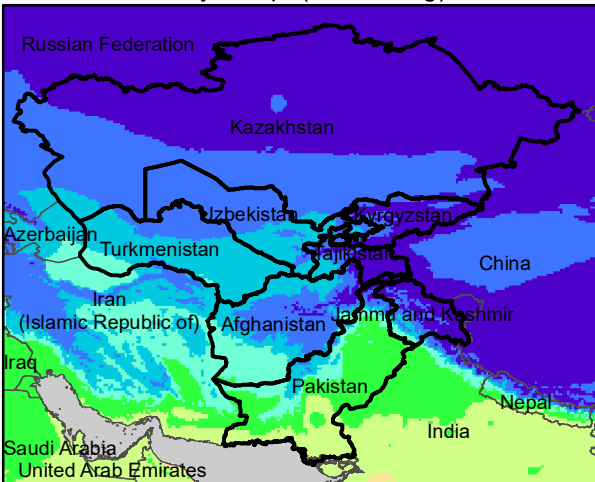 Russian Federation
Kazakhstan
Uzbekistan
Kyrgyzstan
Azerbaijan
Turkmenistan
Tajikistan
China
Iran
(Islamic Republic of)
Afghanistan
Jammu and Kashmir
Iraq
Pakistan
Nepal
India
Saudi Arabia
United Arab Emirates